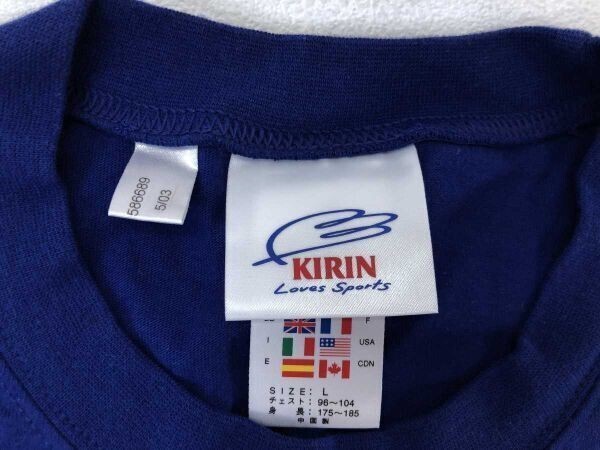 586689
5/03
KIRIN
Loves Sports
F
I USA
E CDN
SIZE: L
チェスト: 96〜104
身 長: 175〜185
中国製